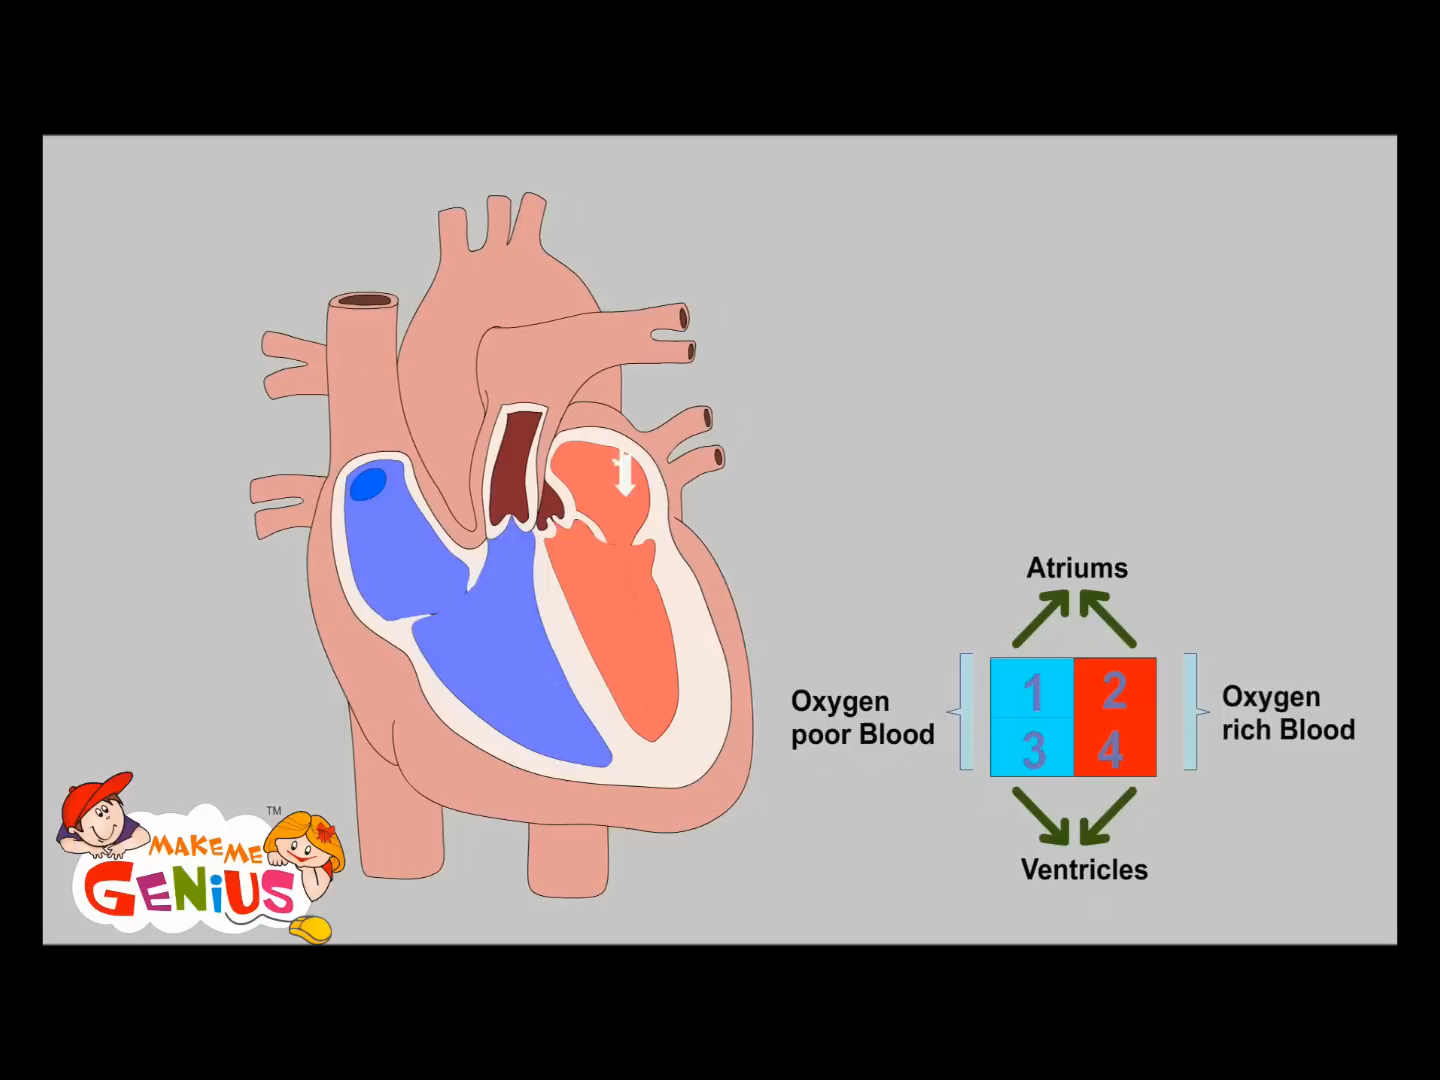 Atriums
Oxygen
poor Blood
1 2
3 4
Oxygen
rich Blood
Ventricles
MAKE ME
GENiUS
TM